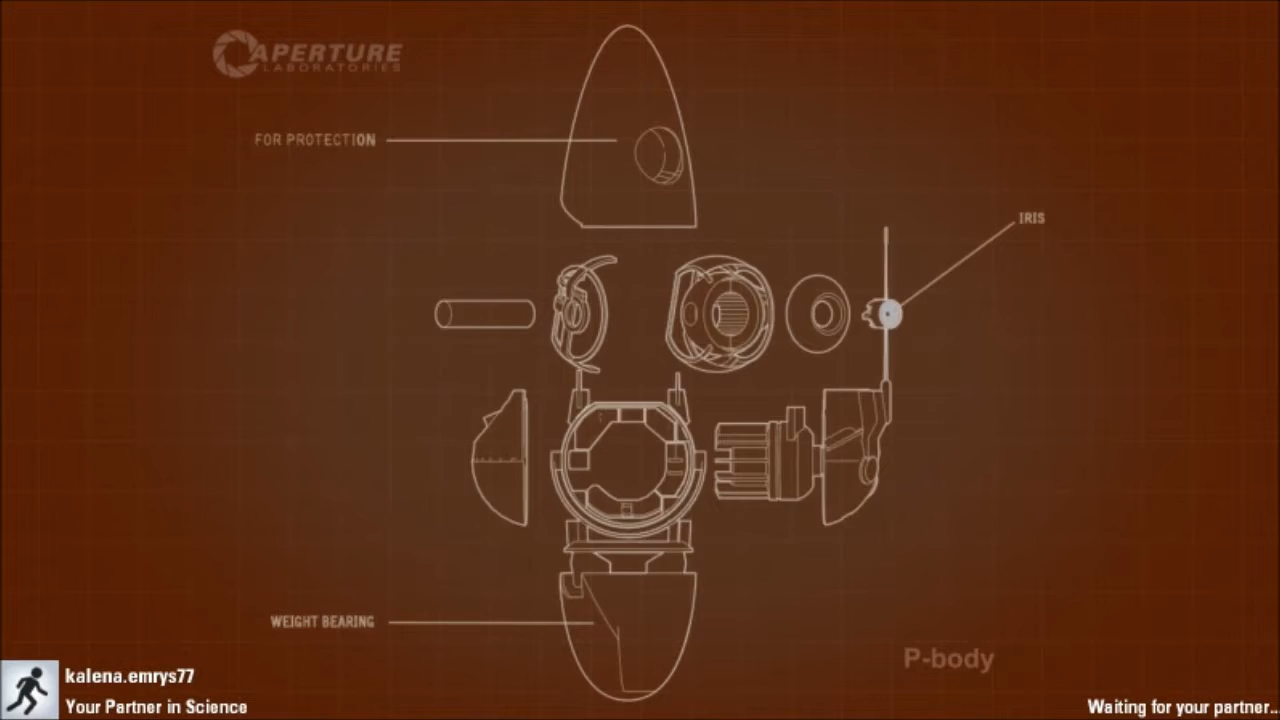 APERTURE
LABORATORIES
FOR PROTECTION
IRIS
WEIGHT BEARING
P-body
kalena.emrys77
Your Partner in Science
Waiting for your partner...